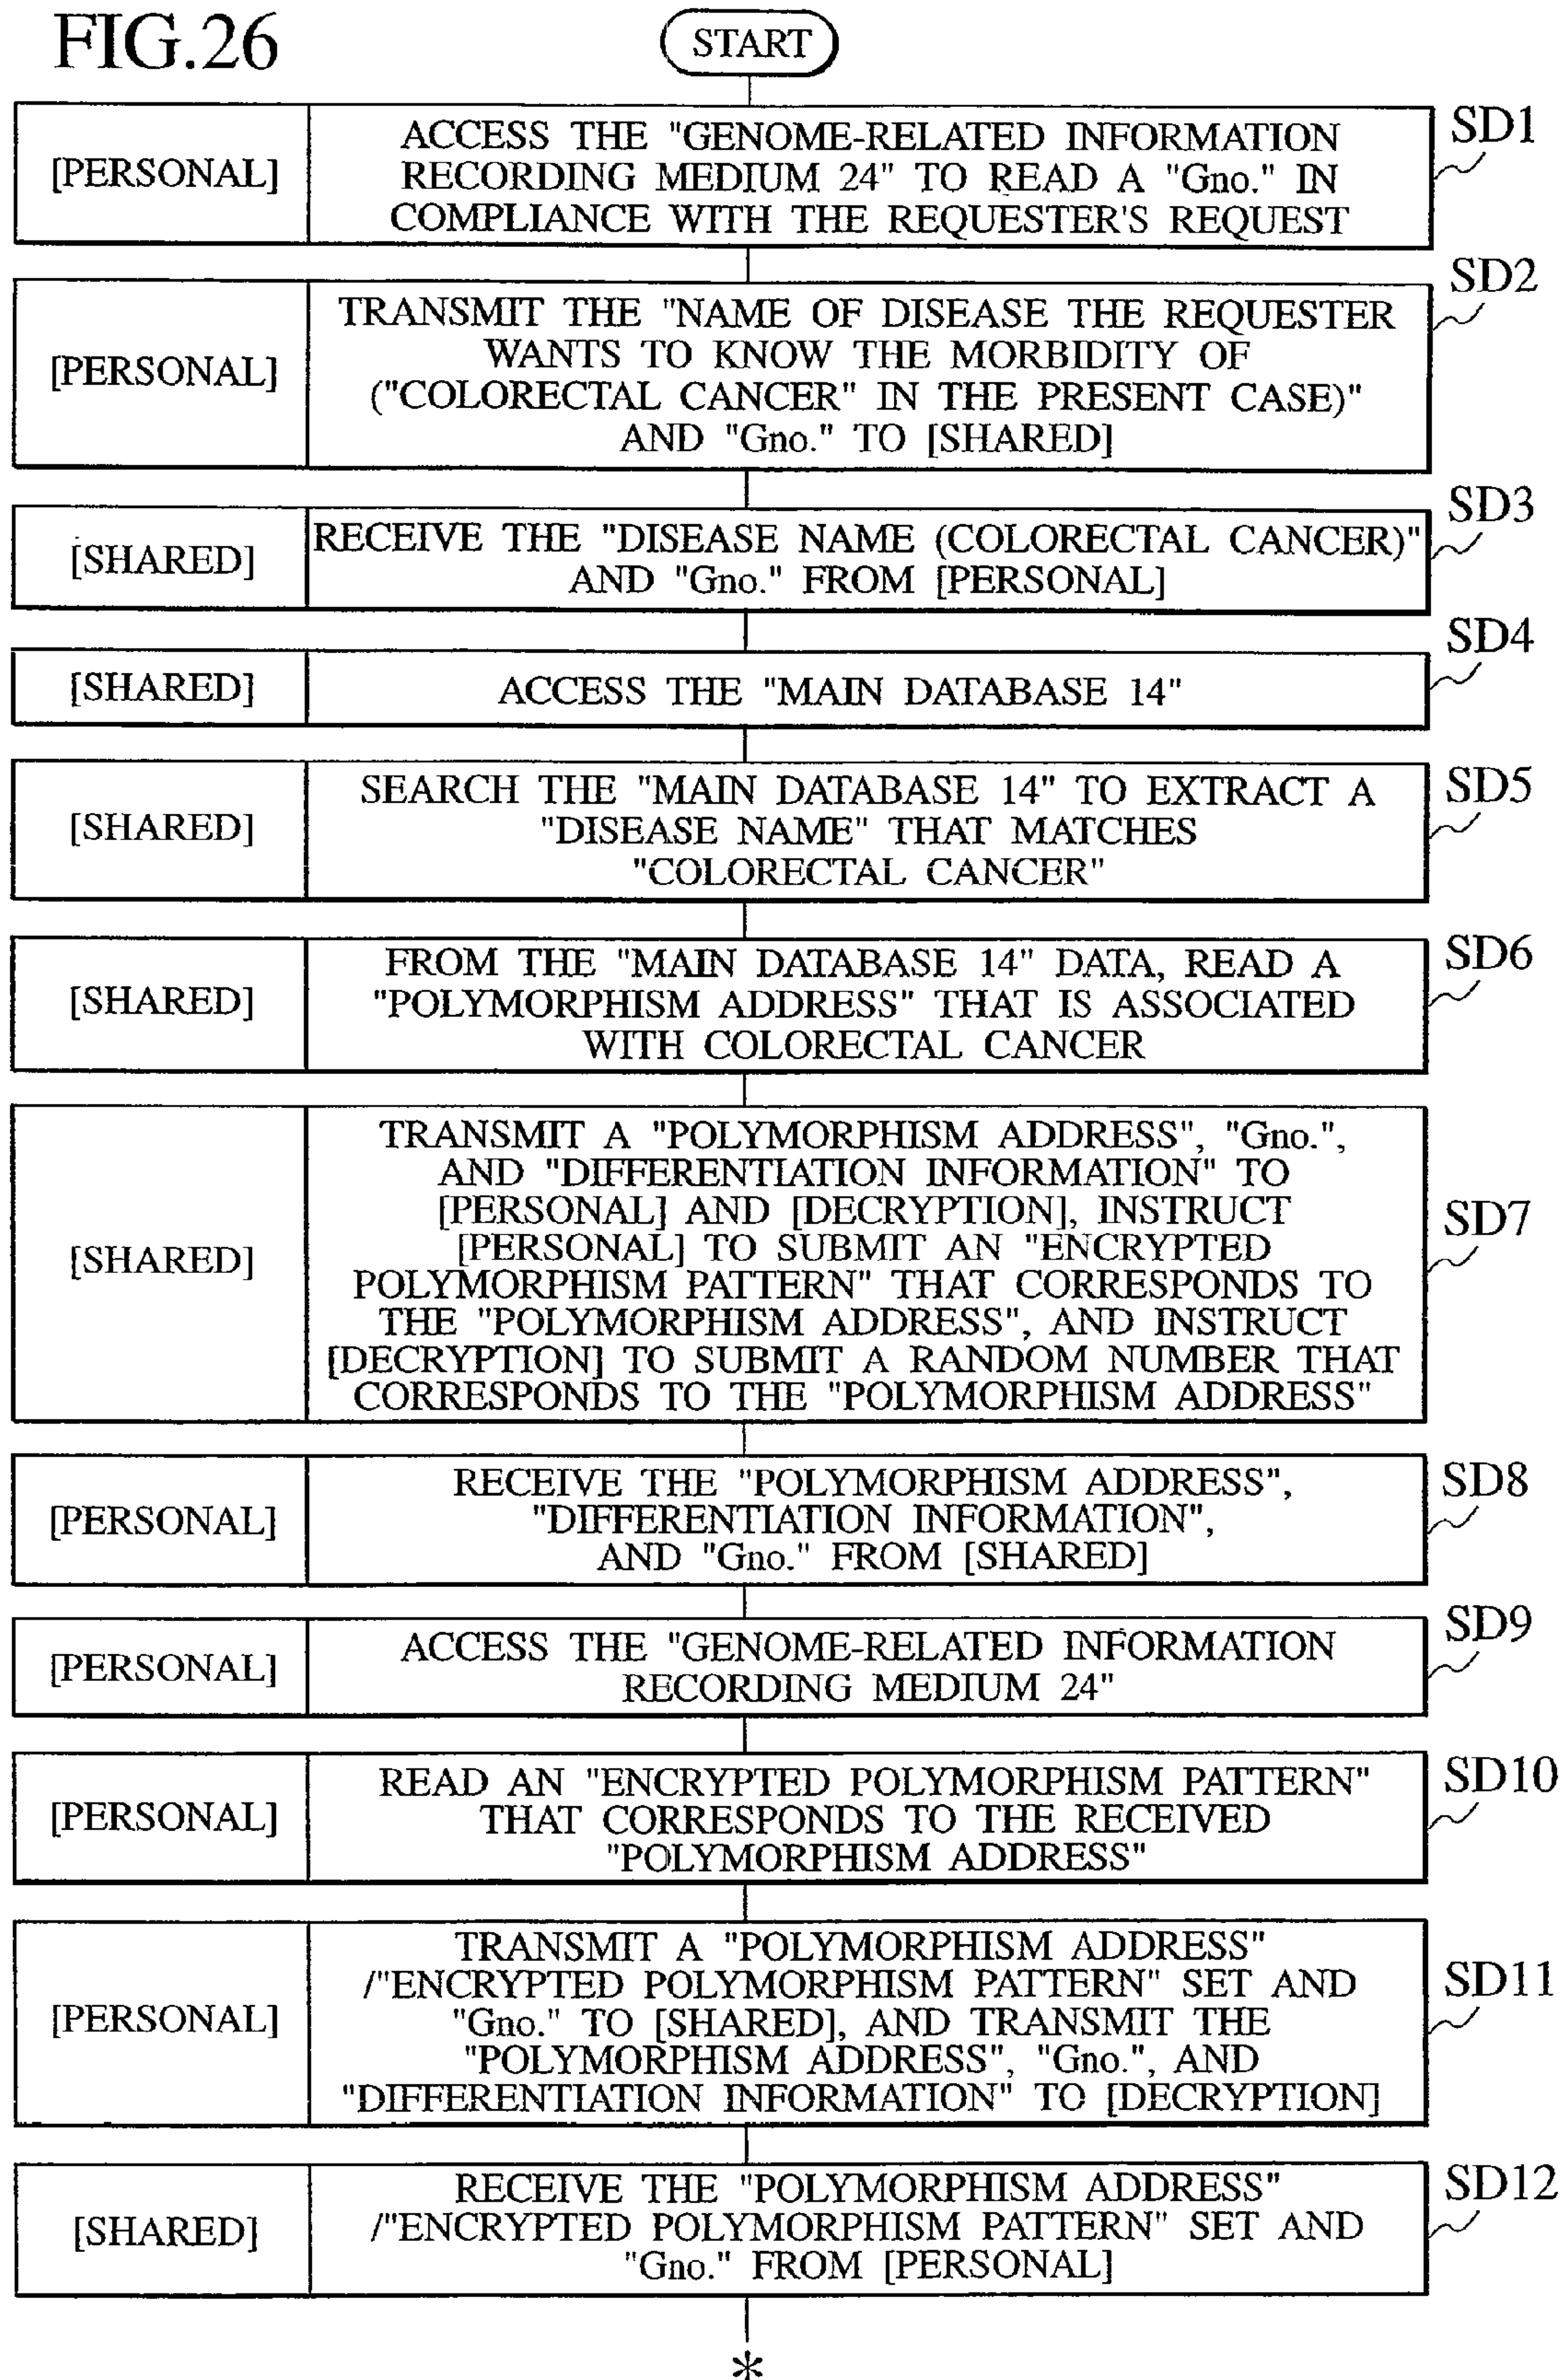 FIG.26
START
SD1
[PERSONAL]
ACCESS THE "GENOME-RELATED INFORMATION
RECORDING MEDIUM 24" TO READ A "Gno." IN
COMPLIANCE WITH THE REQUESTER'S REQUEST
SD2
[PERSONAL]
TRANSMIT THE "NAME OF DISEASE THE REQUESTER
WANTS TO KNOW THE MORBIDITY OF
("COLORECTAL CANCER" IN THE PRESENT CASE)"
AND "Gno." TO [SHARED]
SD3
[SHARED]
RECEIVE THE "DISEASE NAME (COLORECTAL CANCER)"
AND "Gno." FROM [PERSONAL]
SD4
[SHARED]
ACCESS THE "MAIN DATABASE 14"
SD5
[SHARED]
SEARCH THE "MAIN DATABASE 14" TO EXTRACT A
"DISEASE NAME" THAT MATCHES
"COLORECTAL CANCER"
SD6
[SHARED]
FROM THE "MAIN DATABASE 14" DATA, READ A
"POLYMORPHISM ADDRESS" THAT IS ASSOCIATED
WITH COLORECTAL CANCER
SD7
[SHARED]
TRANSMIT A "POLYMORPHISM ADDRESS", "Gno.",
AND "DIFFERENTIATION INFORMATION" TO
[PERSONAL] AND [DECRYPTION], INSTRUCT
[PERSONAL] TO SUBMIT AN "ENCRYPTED
POLYMORPHISM PATTERN" THAT CORRESPONDS TO
THE "POLYMORPHISM ADDRESS", AND INSTRUCT
[DECRYPTION] TO SUBMIT A RANDOM NUMBER THAT
CORRESPONDS TO THE "POLYMORPHISM ADDRESS"
SD8
[PERSONAL]
RECEIVE THE "POLYMORPHISM ADDRESS",
"DIFFERENTIATION INFORMATION",
AND "Gno." FROM [SHARED]
SD9
[PERSONAL]
ACCESS THE "GENOME-RELATED INFORMATION
RECORDING MEDIUM 24"
SD10
[PERSONAL]
READ AN "ENCRYPTED POLYMORPHISM PATTERN"
THAT CORRESPONDS TO THE RECEIVED
"POLYMORPHISM ADDRESS"
SD11
[PERSONAL]
TRANSMIT A "POLYMORPHISM ADDRESS"
/"ENCRYPTED POLYMORPHISM PATTERN" SET AND
"Gno." TO [SHARED], AND TRANSMIT THE
"POLYMORPHISM ADDRESS", "Gno.", AND
"DIFFERENTIATION INFORMATION" TO [DECRYPTION]
SD12
[SHARED]
RECEIVE THE "POLYMORPHISM ADDRESS"
/"ENCRYPTED POLYMORPHISM PATTERN" SET AND
"Gno." FROM [PERSONAL]
*